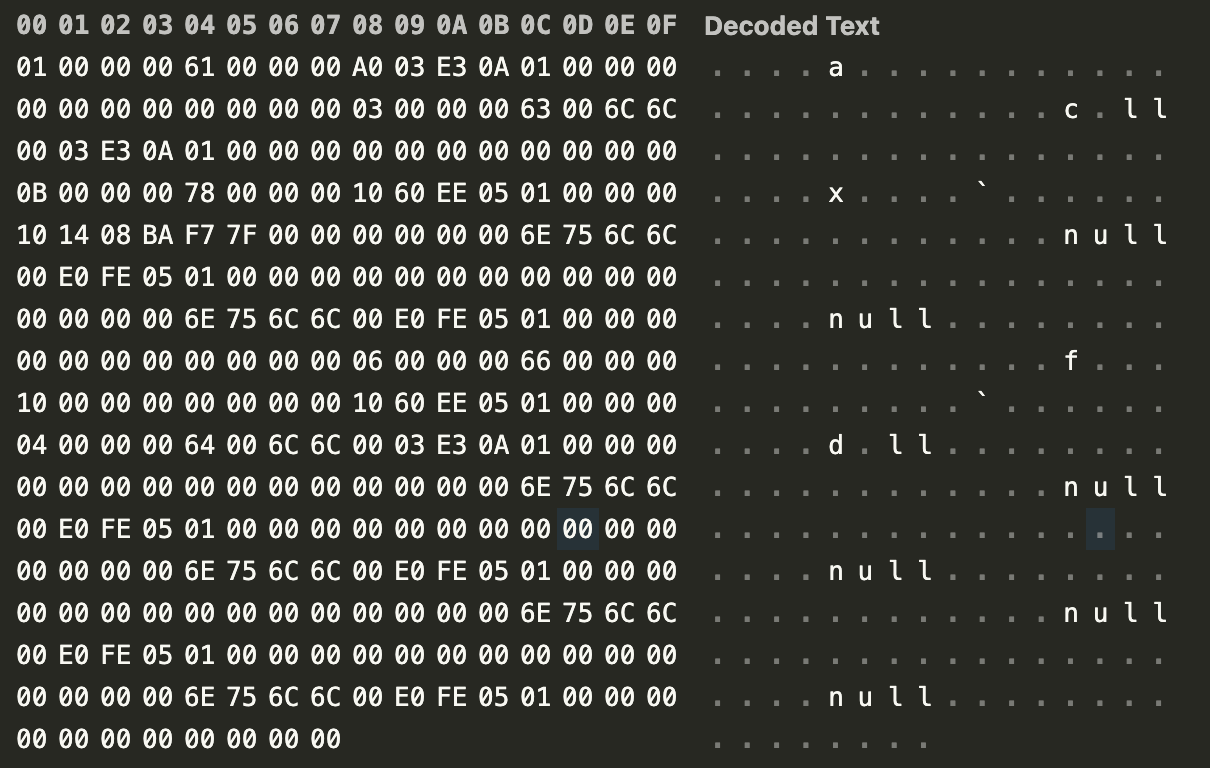 00 01 02 03 04 05 06 07 08 09 0A 0B 0C 0D 0E 0F Decoded Text
01 00 00 00 61 00 00 00 A0 03 E3 0A 01 00 00 00 . . . . a . . . . . . . . . . .
00 00 00 00 00 00 00 00 03 00 00 00 63 00 6C 6C . . . . . . . . . . . . c . l l
00 03 E3 0A 01 00 00 00 00 00 00 00 00 00 00 00 . . . . . . . . . . . . . . . .
0B 00 00 00 78 00 00 00 10 60 EE 05 01 00 00 00 . . . . x . . . . ` . . . . . .
10 14 08 BA F7 7F 00 00 00 00 00 00 6E 75 6C 6C . . . . . . . . . . . . n u l l
00 E0 FE 05 01 00 00 00 00 00 00 00 00 00 00 00 . . . . . . . . . . . . . . . .
00 00 00 00 6E 75 6C 6C 00 E0 FE 05 01 00 00 00 . . . . n u l l . . . . . . . .
00 00 00 00 00 00 00 00 06 00 00 00 66 00 00 00 . . . . . . . . . . . . f . . .
10 00 00 00 00 00 00 00 10 60 EE 05 01 00 00 00 . . . . . . . . . ` . . . . . .
04 00 00 00 64 00 6C 6C 00 03 E3 0A 01 00 00 00 . . . . d . l l . . . . . . . .
00 00 00 00 00 00 00 00 00 00 00 00 6E 75 6C 6C . . . . . . . . . . . . n u l l
00 E0 FE 05 01 00 00 00 00 00 00 00 00 00 00 00 . . . . . . . . . . . . . . . .
00 00 00 00 6E 75 6C 6C 00 E0 FE 05 01 00 00 00 . . . . n u l l . . . . . . . .
00 00 00 00 00 00 00 00 00 00 00 00 6E 75 6C 6C . . . . . . . . . . . . n u l l
00 E0 FE 05 01 00 00 00 00 00 00 00 00 00 00 00 . . . . . . . . . . . . . . . .
00 00 00 00 6E 75 6C 6C 00 E0 FE 05 01 00 00 00 . . . . n u l l . . . . . . . .
00 00 00 00 00 00 00 00 . . . . . . . .